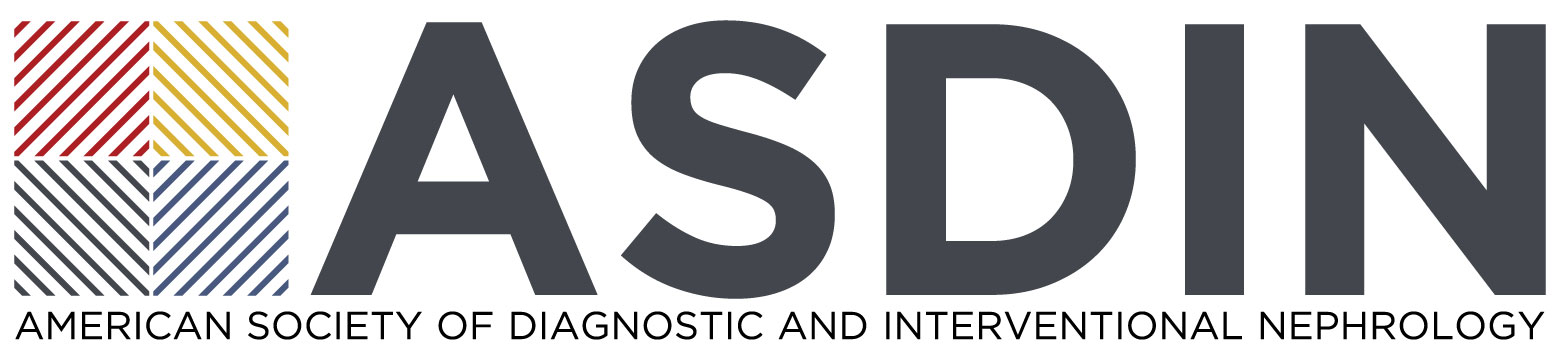 ASDIN
AMERICAN SOCIETY OF DIAGNOSTIC AND INTERVENTIONAL NEPHROLOGY